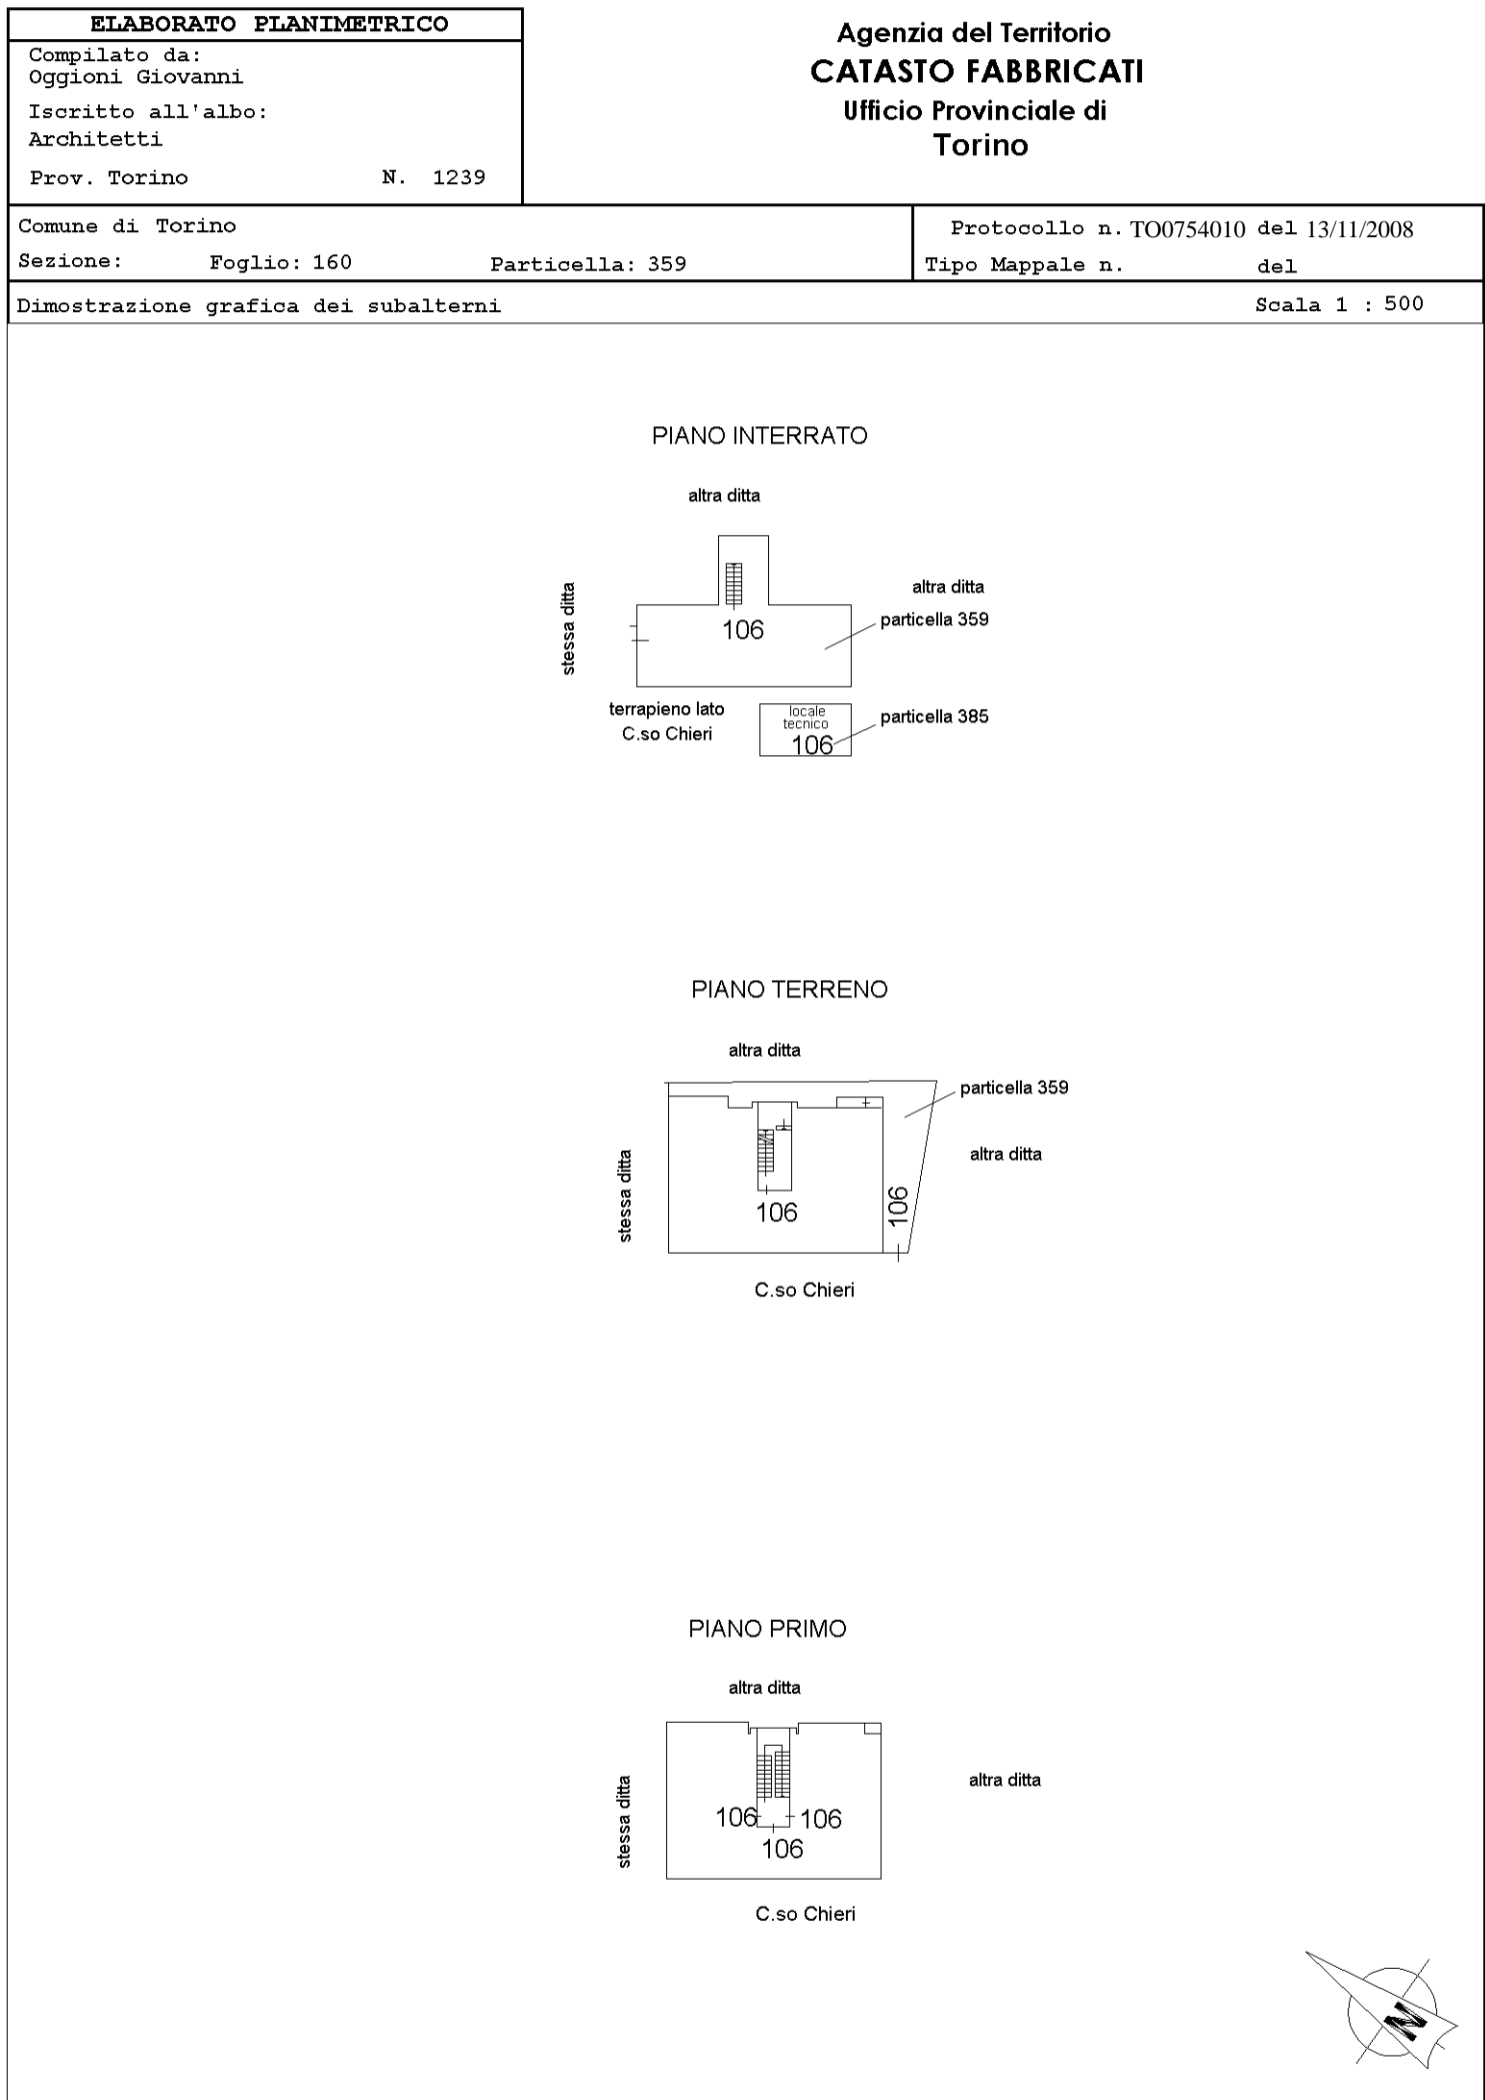 ELABORATO PLANIMETRICO
Compilato da:
Oggioni Giovanni
Iscritto all'albo:
Architetti
Prov. Torino N. 1239
Agenzia del Territorio
CATASTO FABBRICATI
Ufficio Provinciale di
Torino
Comune di Torino
Sezione: Foglio: 160 Particella: 359
Protocollo n. TO0754010 del 13/11/2008
Tipo Mappale n. del
Dimostrazione grafica dei subalterni Scala 1 : 500
PIANO INTERRATO
altra ditta
stessa ditta
altra ditta
particella 359
106
terrapieno lato
C.so Chieri
locale
tecnico
106
particella 385
PIANO TERRENO
altra ditta
particella 359
altra ditta
stessa ditta
106
106
C.so Chieri
PIANO PRIMO
altra ditta
altra ditta
stessa ditta
106 106
106
C.so Chieri
N